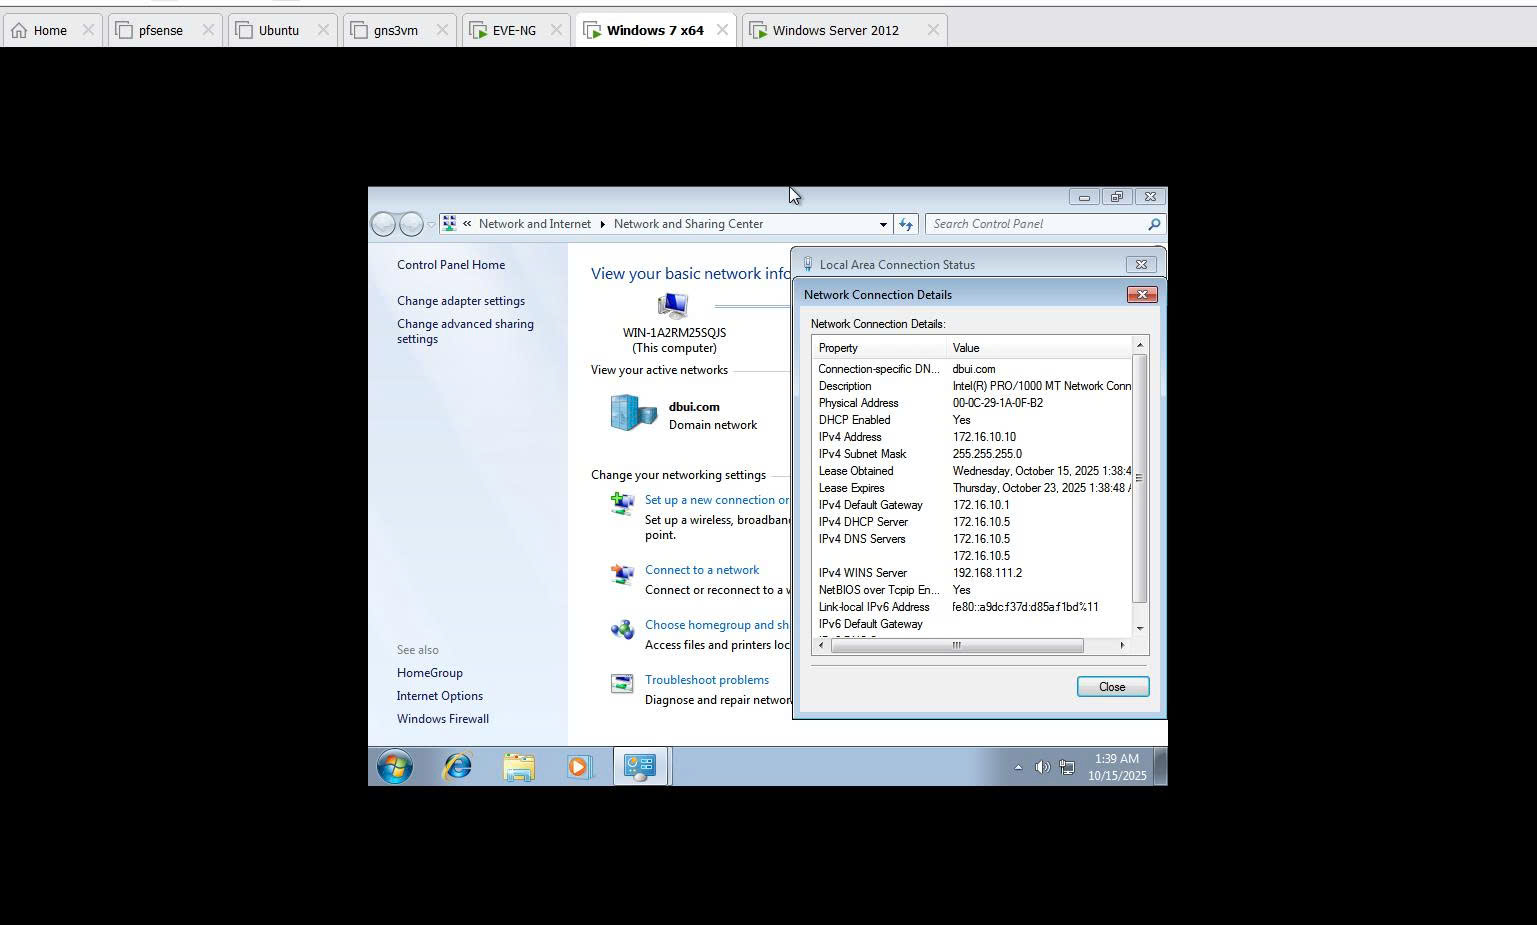 Home
pfsense
Ubuntu
gns3vm
EVE-NG
Windows 7 x64
Windows Server 2012
« Network and Internet
Network and Sharing Center
Search Control Panel
Control Panel Home
Change adapter settings
Change advanced sharing
settings
See also
HomeGroup
Internet Options
Windows Firewall
View your basic network info
WIN-1A2RM25SQJS
(This computer)
View your active networks
dbui.com
Domain network
Change your networking settings
Set up a new connection or
Set up a wireless, broadban
point.
Connect to a network
Connect or reconnect to a w
Choose homegroup and sh
Access files and printers loc
Troubleshoot problems
Diagnose and repair networ
Local Area Connection Status
Network Connection Details
Network Connection Details:
Property Value
Connection-specific DN... dbui.com
Description Intel(R) PRO/1000 MT Network Conn
Physical Address 00-0C-29-1A-0F-B2
DHCP Enabled Yes
IPv4 Address 172.16.10.10
IPv4 Subnet Mask 255.255.255.0
Lease Obtained Wednesday, October 15, 2025 1:38:4
Lease Expires Thursday, October 23, 2025 1:38:48 A
IPv4 Default Gateway 172.16.10.1
IPv4 DHCP Server 172.16.10.5
IPv4 DNS Servers 172.16.10.5
172.16.10.5
IPv4 WINS Server 192.168.111.2
NetBIOS over Tcpip En... Yes
Link-local IPv6 Address fe80::a9dc:f37d:d85a:f1bd%11
IPv6 Default Gateway
Close
1:39 AM
10/15/2025